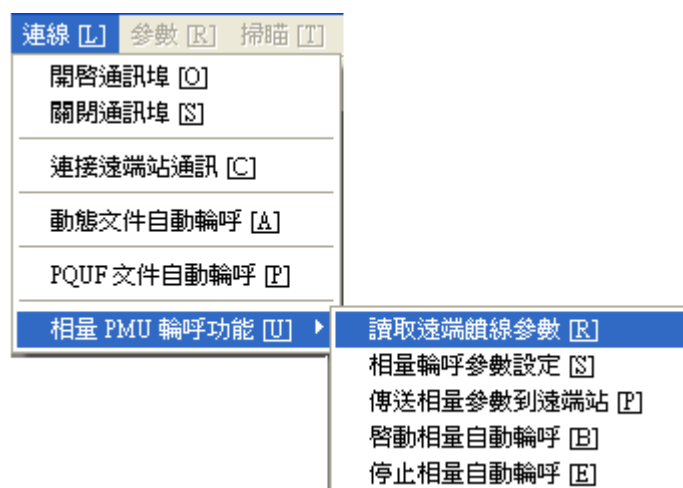 連線 [L] 參數 [R] 掃瞄 [T]
開啓通訊埠 [O]
關閉通訊埠 [S]
連接遠端站通訊 [C]
動態文件自動輪呼 [A]
PQUF 文件自動輪呼 [P]
相量 PMU 輪呼功能 [U]
讀取遠端饋線參數 [R]
相量輪呼參數設定 [S]
傳送相量參數到遠端站 [P]
啓動相量自動輪呼 [B]
停止相量自動輪呼 [E]